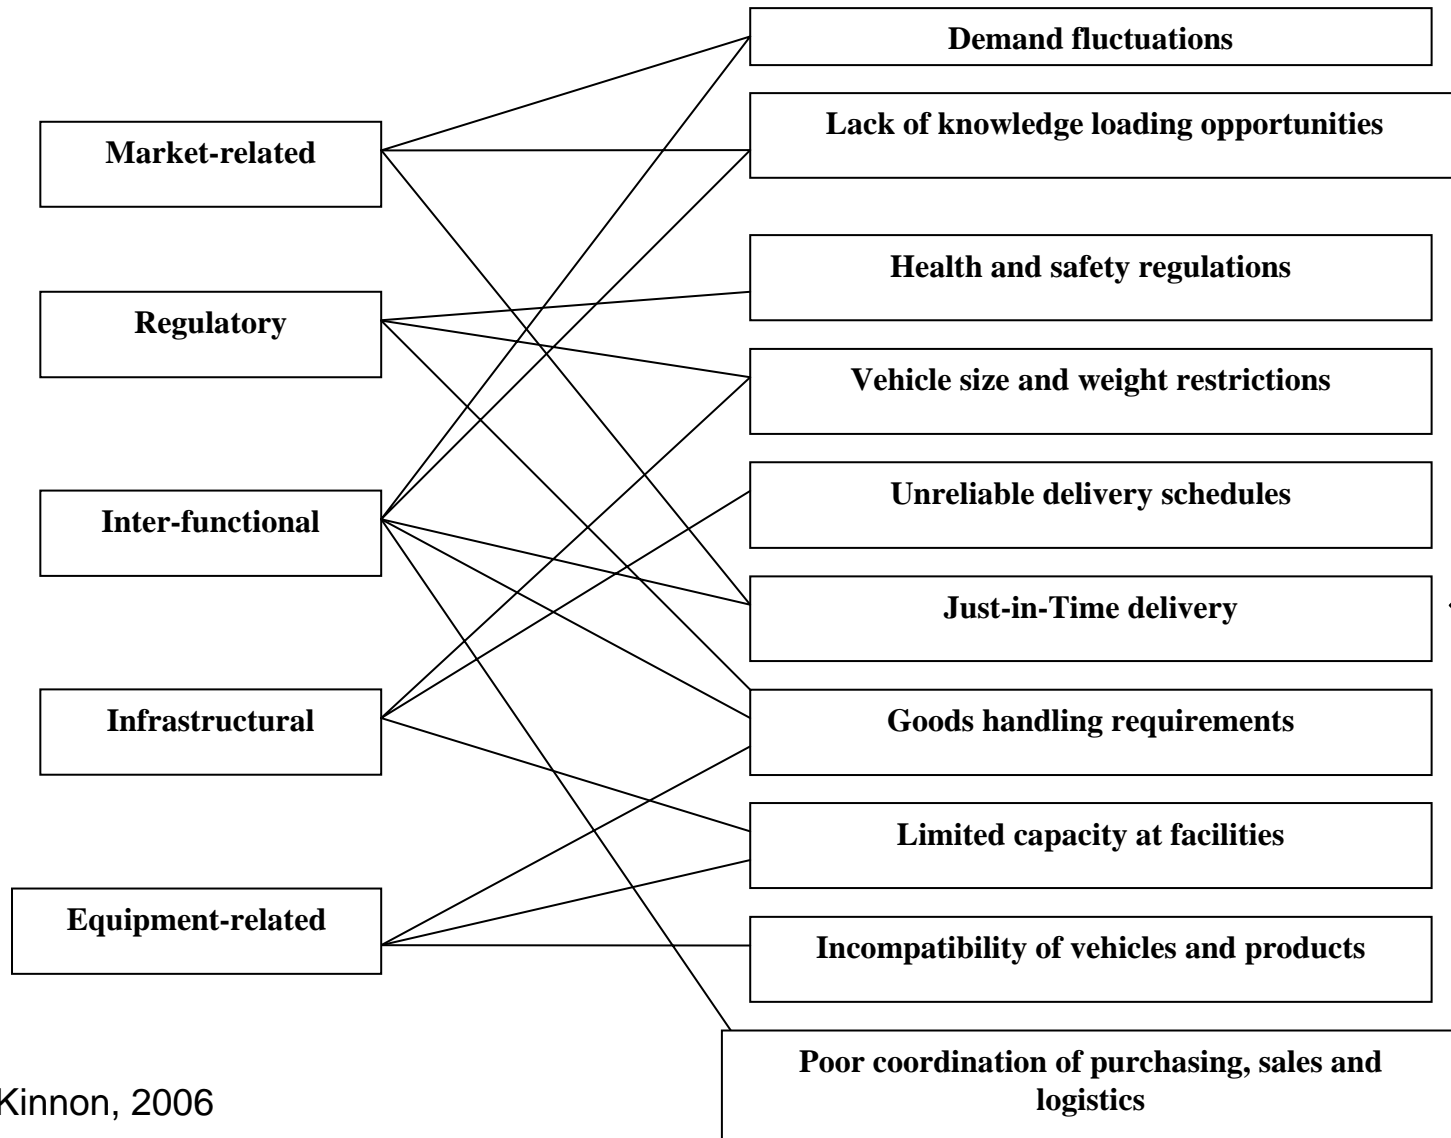 Demand fluctuations
Lack of knowledge loading opportunities
Market-related
Health and safety regulations
Regulatory
Vehicle size and weight restrictions
Unreliable delivery schedules
Inter-functional
Just-in-Time delivery
Infrastructural
Goods handling requirements
Limited capacity at facilities
Equipment-related
Incompatibility of vehicles and products
Poor coordination of purchasing, sales and
logistics
Kinnon, 2006